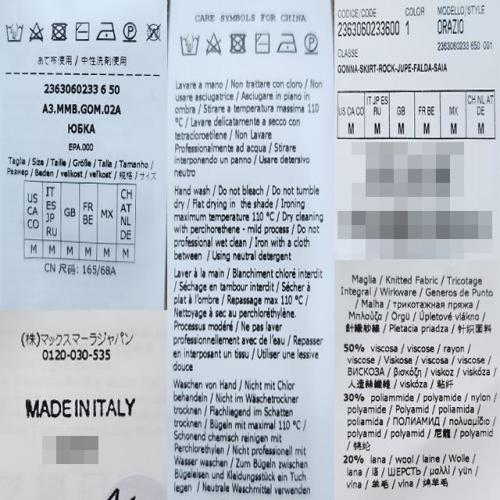 あて布使用 / 中性洗剤使用
2363060233 6 50
A3.MMB.GOM.02A
ЮБКА
EPA.000
Taglia / Size / Taille / Größe / Talla / Tamanho /
Размер / Beden / velikost / veľkosť / 规格 / サイズ
US CA CO
IT ES JP RU
GB
FR BE
MX
CH AT NL DE
M M M M M M
CN 尺码: 165/68A
(株)マックスマーラジャパン
0120-030-535
MADE IN ITALY
CARE SYMBOLS FOR CHINA
Lavare a mano / Non trattare con cloro / Non
usare asciugatrice / Asciugare in piano in
ombra / Stirare a temperatura massima 110
°C / Lavare delicatamente a secco con
tetracloroetilene / Non Lavare
Professionalmente ad acqua / Stirare
interponendo un panno / Usare detersivo
neutro
Hand wash / Do not bleach / Do not tumble
dry / Flat drying in the shade / Ironing
maximum temperature 110 °C / Dry cleaning
with perchorethene - mild process / Do not
professional wet clean / Iron with a cloth
between / Using neutral detergent
Laver à la main / Blanchiment chloré interdit
/ Séchage en tambour interdit / Sécher à
plat à l'ombre / Repassage max 110 °C /
Nettoyage à sec au perchloréthylène.
Processus modéré / Ne pas laver
professionnellement avec de l'eau / Repasser
en interposant un tissu / Utiliser une lessive
douce
Waschen von Hand / Nicht mit Chlor
behandeln / Nicht im Wäschetrockner
trocknen / Flachliegend im Schatten
trocknen / Bügeln mit maximal 110 °C /
Schonend chemisch reinigen mit
Perchlorethylen / Nicht professionell mit
Wasser waschen / Zum Bügeln zwischen
Bügeleisen und Kleidungsstück ein Tuch
legen / Neutrale Waschmittel verwenden
CODICE/CODE COLOR MODELLO/STYLE
2363060233600 1 ORAZIO
2363060233 650 001
CLASSE
GONNA-SKIRT-ROCK-JUPE-FALDA-SAIA
US CA CO
IT JP ES RU
GB
FR BE
MX
CH NL AT DE
M M M M M M
Maglia / Knitted Fabric / Tricotage
Integral / Wirkware / Generos de Punto
/ Malha / трикотажная пряжа /
Μπλούζα / Örgü / Úpletové vlákno /
針織紗線 / Pletacia priadza / 针织面料
50% viscosa / viscose / rayon /
viscose / Viskose / viscosa / viscose /
ВИСКОЗА / βισκόζη / viskoz / viskóza /
人造絲纖維 / viskóza / 粘纤
30% poliammide / polyamide / nylon /
polyamide / Polyamid / poliamida /
poliamida / ПОЛИАМИД / πολυαμίδιο /
polyamid / polyamid / 尼龍 / polyamid
/ 锦纶
20% lana / wool / laine / Wolle /
lana / lã / ШЕРСТЬ / μαλλί / yün /
vlna / 羊毛 / vlna / 绵羊毛